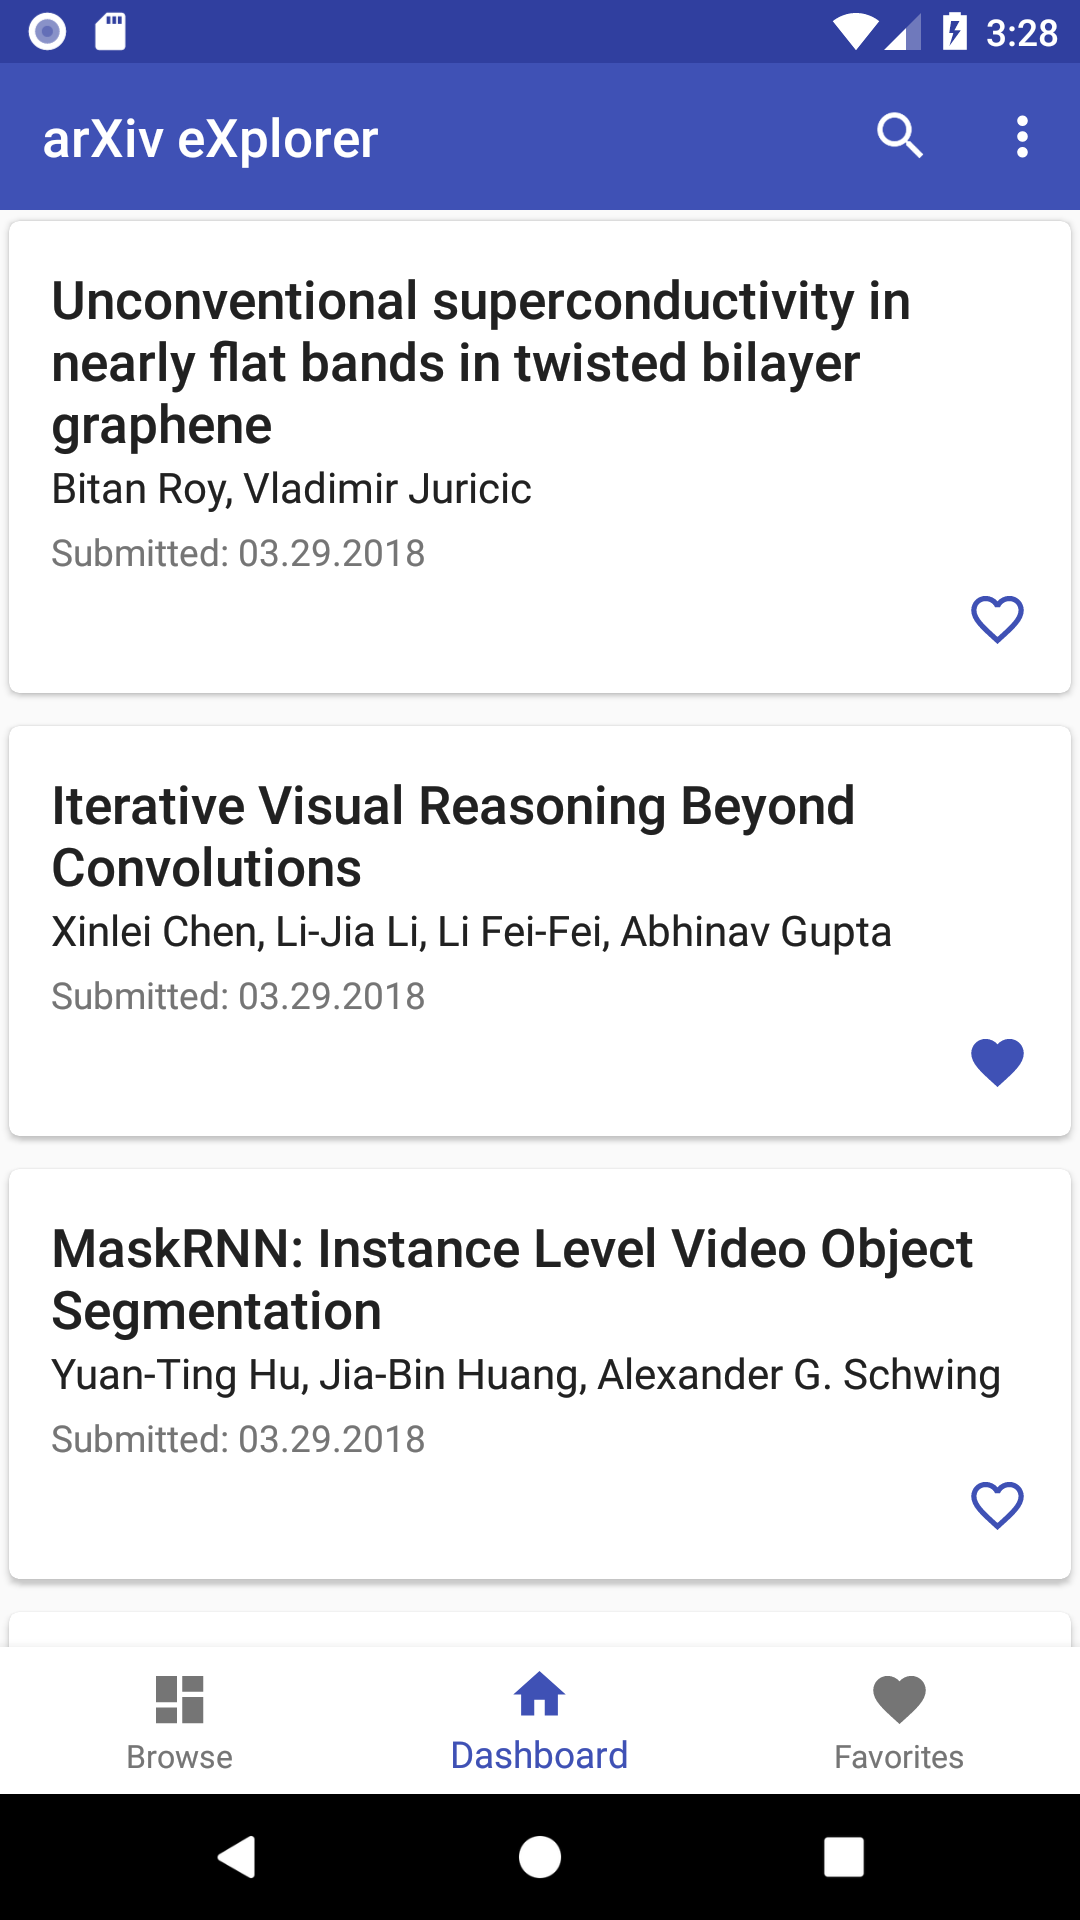 3:28
arXiv eXplorer
Unconventional superconductivity in
nearly flat bands in twisted bilayer
graphene
Bitan Roy, Vladimir Juricic
Submitted: 03.29.2018
Iterative Visual Reasoning Beyond
Convolutions
Xinlei Chen, Li-Jia Li, Li Fei-Fei, Abhinav Gupta
Submitted: 03.29.2018
MaskRNN: Instance Level Video Object
Segmentation
Yuan-Ting Hu, Jia-Bin Huang, Alexander G. Schwing
Submitted: 03.29.2018
Browse
Dashboard
Favorites